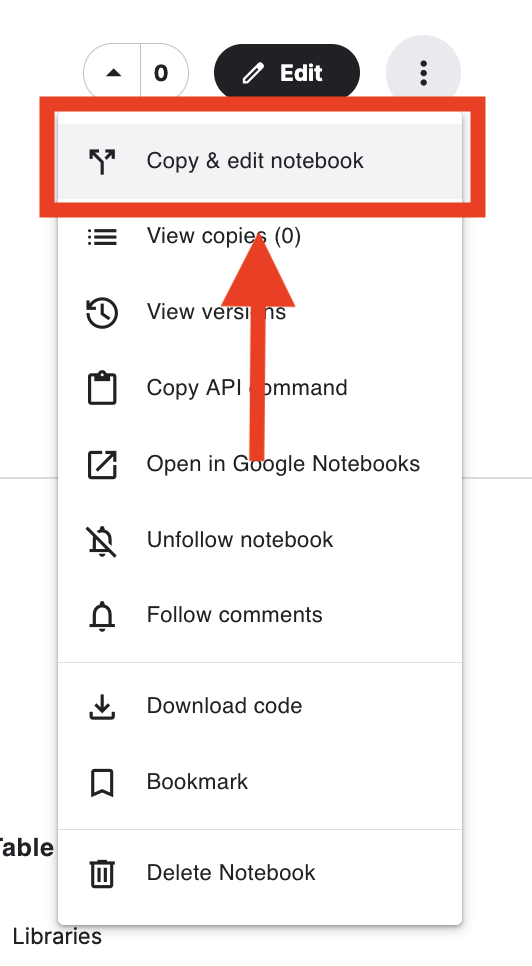 0 Edit
Copy & edit notebook
View copies (0)
View versions
Copy API command
Open in Google Notebooks
Unfollow notebook
Follow comments
Download code
Bookmark
Table
Delete Notebook
Libraries